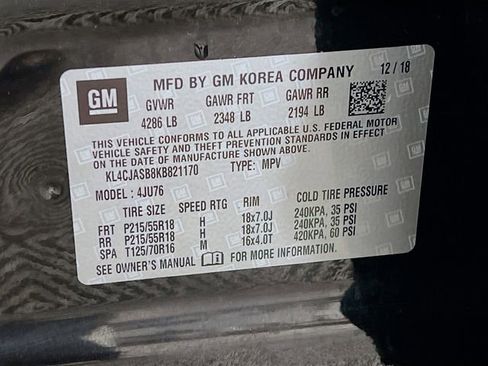 GM MFD BY GM KOREA COMPANY 12/18
GVWR GAWR FRT GAWR RR
4286 LB 2348 LB 2194 LB
THIS VEHICLE CONFORMS TO ALL APPLICABLE U.S. FEDERAL MOTOR
VEHICLE SAFETY AND THEFT PREVENTION STANDARDS IN EFFECT
ON THE DATE OF MANUFACTURE SHOWN ABOVE.
KL4CJASB8KB821170 TYPE: MPV
MODEL: 4JU76
TIRE SIZE SPEED RTG RIM COLD TIRE PRESSURE
FRT P215/55R18 H 18x7.0J 240KPA, 35 PSI
RR P215/55R18 H 18x7.0J 240KPA, 35 PSI
SPA T125/70R16 M 16x4.0T 420KPA, 60 PSI
SEE OWNER'S MANUAL FOR MORE INFORMATION